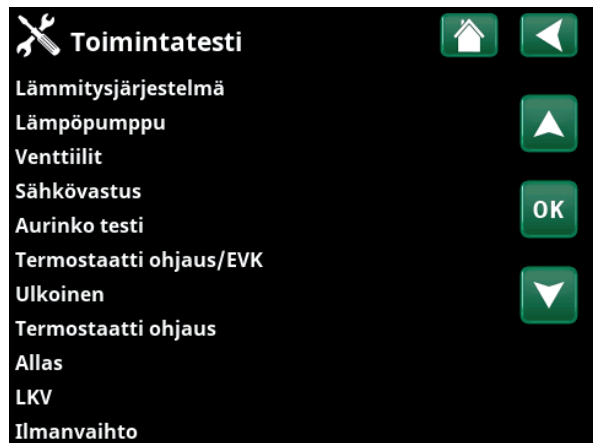 Toimintatesti
Lämmitysjärjestelmä
Lämpöpumppu
Venttiilit
Sähkövastus
OK
Aurinko testi
Termostaatti ohjaus/EVK
Ulkoinen
Termostaatti ohjaus
Allas
LKV
Ilmanvaihto